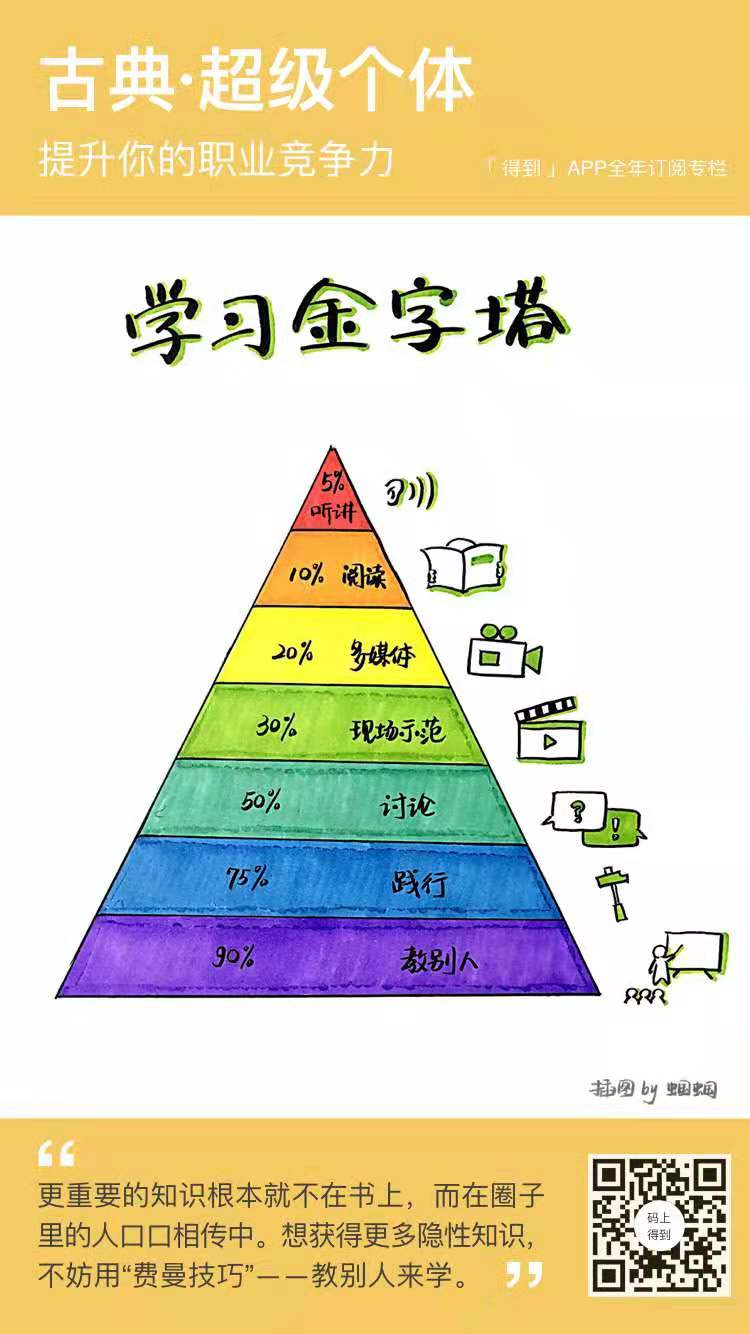 古典·超级个体
提升你的职业竞争力
「 得到 」APP全年订阅专栏
学习金字塔
5%
听讲
10% 阅读
20% 多媒体
30% 现场示范
50% 讨论
75% 践行
90% 教别人
?
!
插图 by 蝈蝈
“
更重要的知识根本就不在书上，而在圈子
里的人口口相传中。想获得更多隐性知识，
不妨用“费曼技巧”——教别人来学。 ”
码上
得到